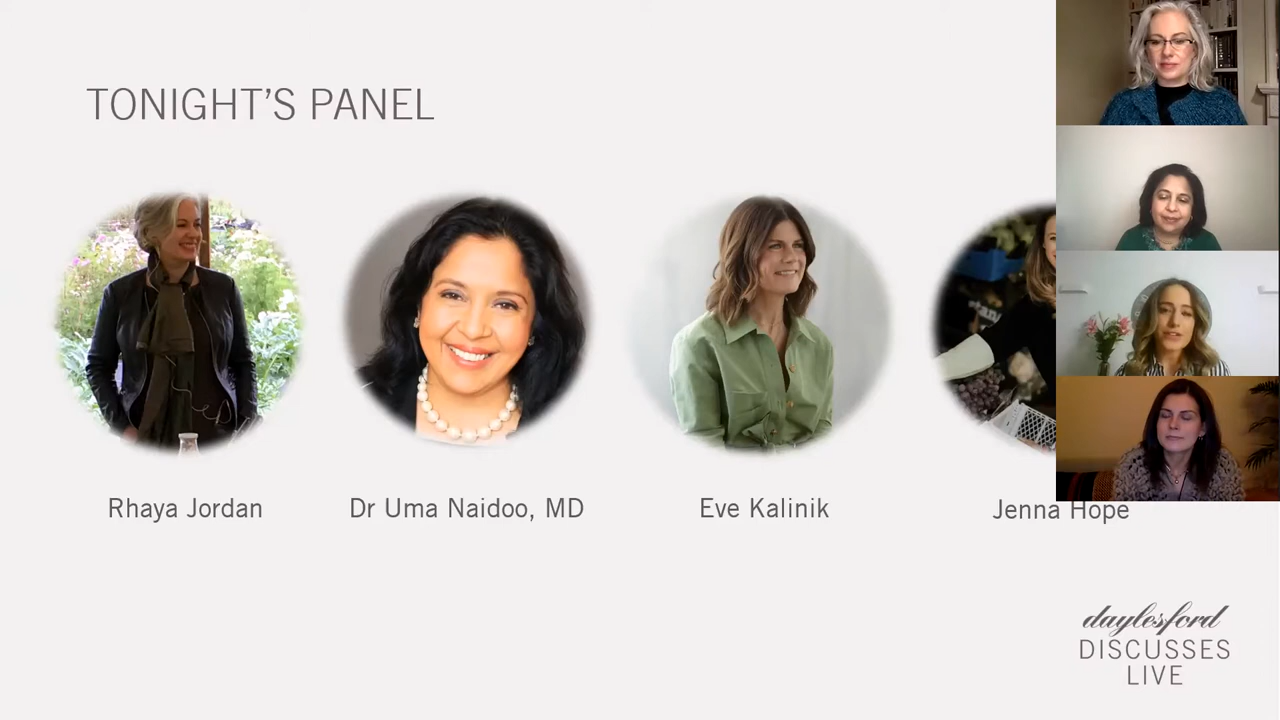 TONIGHT'S PANEL
Rhaya Jordan
Dr Uma Naidoo, MD
Eve Kalinik
Jenna Hope
daylesford
DISCUSSES
LIVE